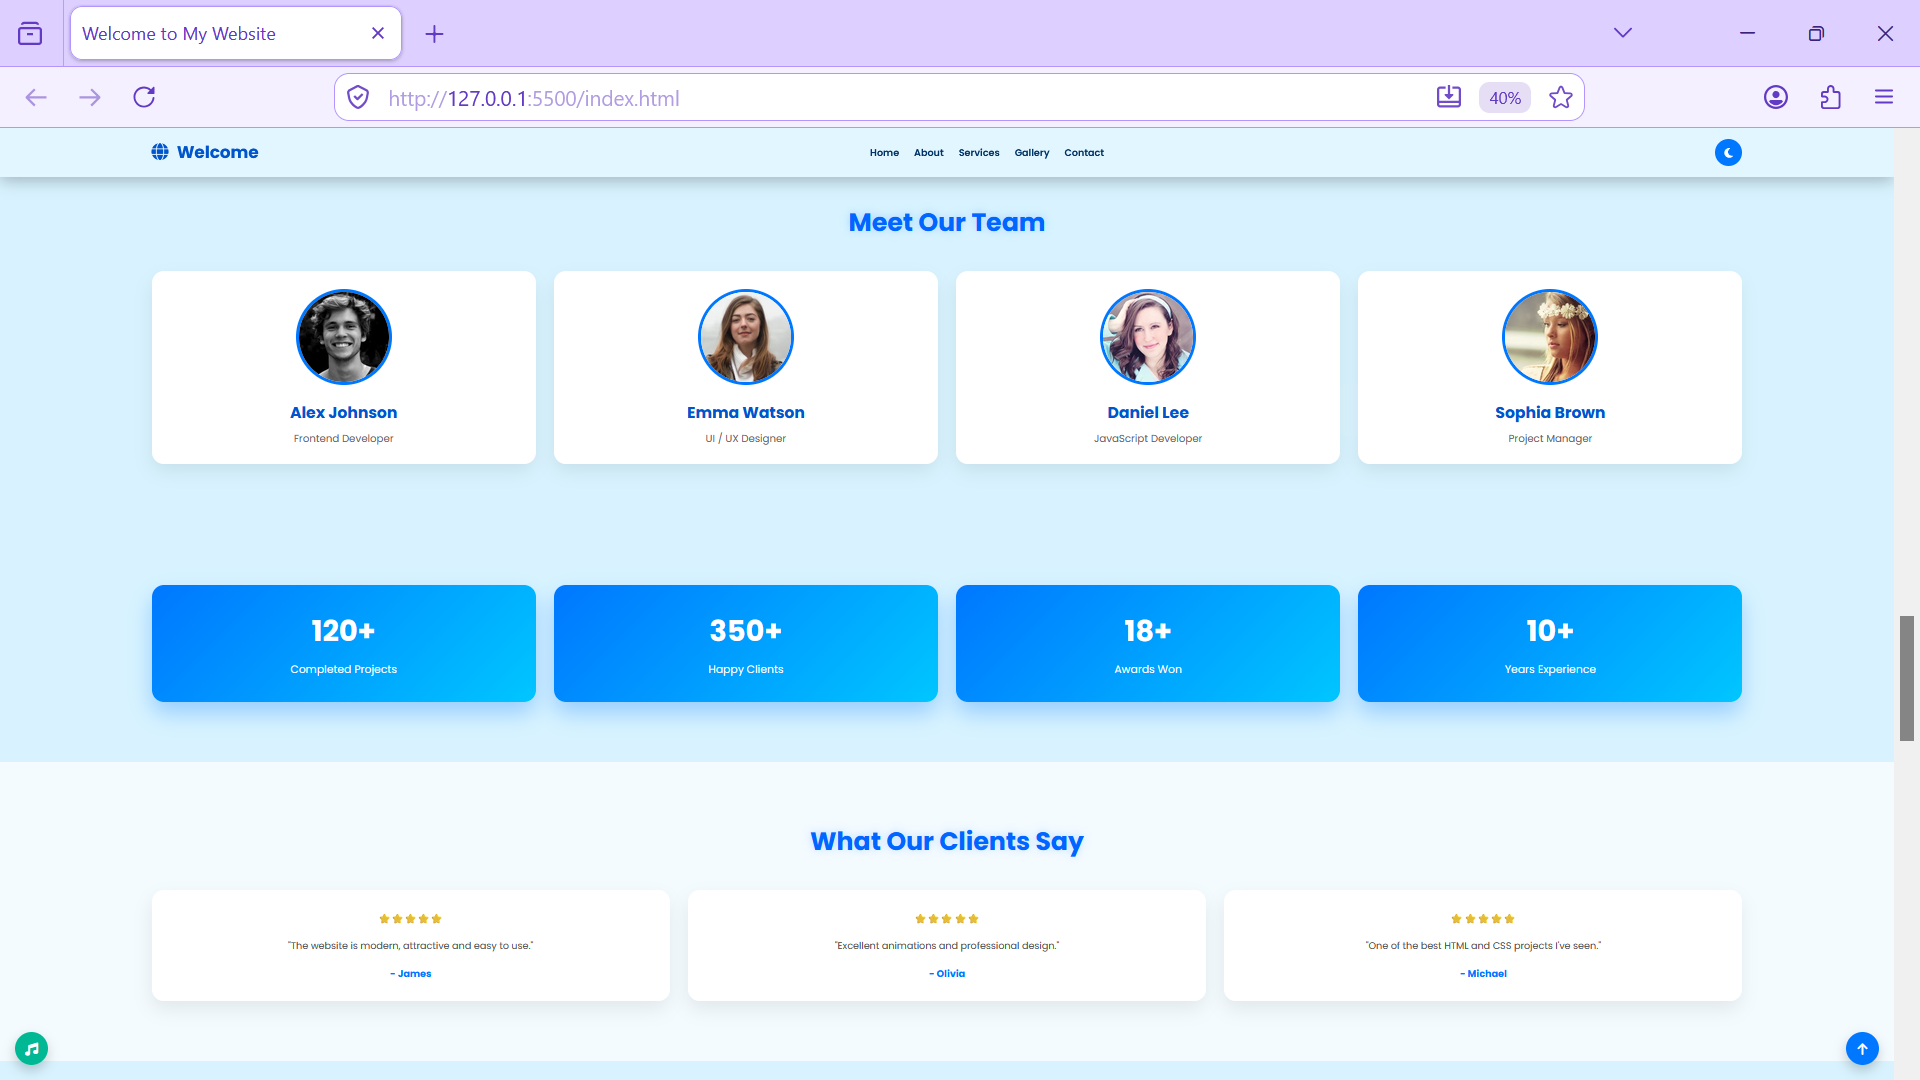 Welcome to My Website
http://127.0.0.1:5500/index.html
40%
Welcome
Home About Services Gallery Contact
Meet Our Team
Alex Johnson
Frontend Developer
Emma Watson
UI / UX Designer
Daniel Lee
JavaScript Developer
Sophia Brown
Project Manager
120+
Completed Projects
350+
Happy Clients
18+
Awards Won
10+
Years Experience
What Our Clients Say
"The website is modern, attractive and easy to use."
- James
"Excellent animations and professional design."
- Olivia
"One of the best HTML and CSS projects I've seen."
- Michael